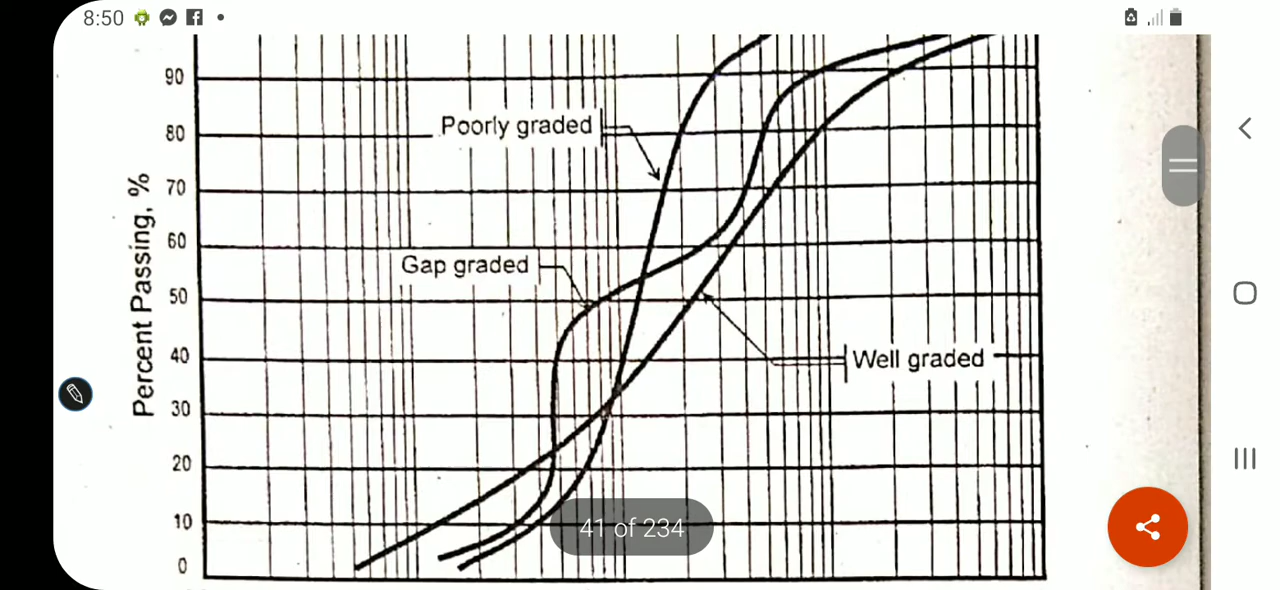 8:50
90
Poorly graded
80
70
60
Gap graded
50
Well graded
40
30
20
10
0
Percent Passing, %
41 of 234